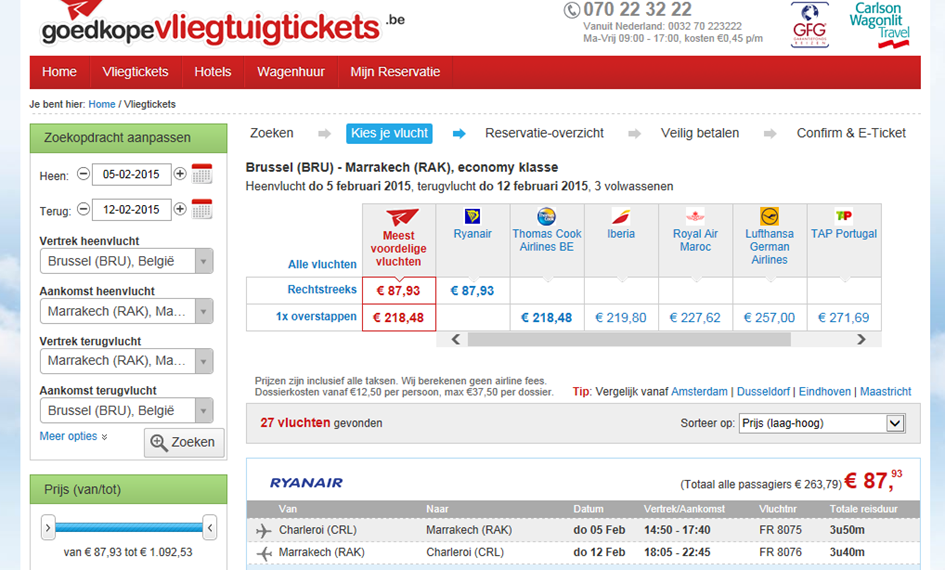 goedkopevliegtuigtickets.be
070 22 32 22
Vanuit Nederland: 0032 70 223222
Ma-Vrij 09:00 - 17:00, kosten €0,45 p/m
GFG
GARANTIEFONDS
REIZEN
Carlson
Wagonlit
Travel
Home Vliegtickets Hotels Wagenhuur Mijn Reservatie
Je bent hier: Home / Vliegtickets
Zoekopdracht aanpassen
Heen: 05-02-2015
Terug: 12-02-2015
Vertrek heenvlucht
Brussel (BRU), België
Aankomst heenvlucht
Marrakech (RAK), Ma...
Vertrek terugvlucht
Marrakech (RAK), Ma...
Aankomst terugvlucht
Brussel (BRU), België
Meer opties
Zoeken
Prijs (van/tot)
van € 87,93 tot € 1.092,53
Zoeken Kies je vlucht Reservatie-overzicht Veilig betalen Confirm & E-Ticket
Brussel (BRU) - Marrakech (RAK), economy klasse
Heenvlucht do 5 februari 2015, terugvlucht do 12 februari 2015, 3 volwassenen
Alle vluchten
Meest
voordelige
vluchten
Ryanair
Thomas Cook
Airlines BE
Iberia
Royal Air
Maroc
Lufthansa
German
Airlines
TP
TAP Portugal
Rechtstreeks € 87,93 € 87,93
1x overstappen € 218,48 € 218,48 € 219,80 € 227,62 € 257,00 € 271,69
Prijzen zijn inclusief alle taksen. Wij berekenen geen airline fees.
Dossierkosten vanaf €12,50 per persoon, max €37,50 per dossier.
Tip: Vergelijk vanaf Amsterdam | Dusseldorf | Eindhoven | Maastricht
27 vluchten gevonden
Sorteer op: Prijs (laag-hoog)
RYANAIR
(Totaal alle passagiers € 263,79) € 87,93
Van Naar Datum Vertrek/Aankomst Vluchtnr Totale reisduur
Charleroi (CRL) Marrakech (RAK) do 05 Feb 14:50 - 17:40 FR 8075 3u50m
Marrakech (RAK) Charleroi (CRL) do 12 Feb 18:05 - 22:45 FR 8076 3u40m